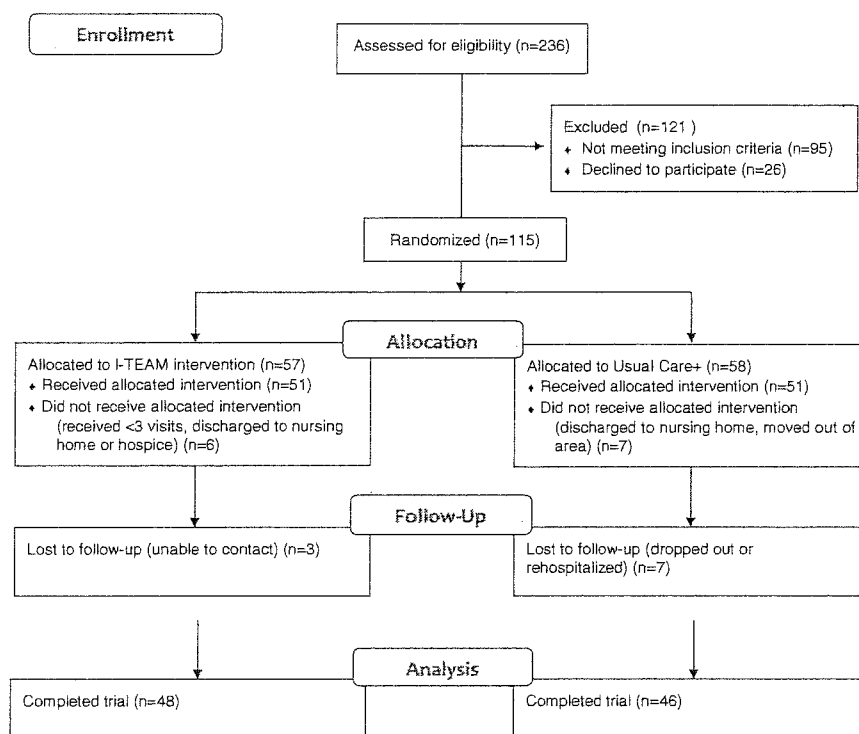 Enrollment
Assessed for eligibility (n=236)
Excluded (n=121 )
♦ Not meeting inclusion criteria (n=95)
♦ Declined to participate (n=26)
Randomized (n=115)
Allocation
Allocated to I-TEAM intervention (n=57)
♦ Received allocated intervention (n=51)
♦ Did not receive allocated intervention
(received <3 visits, discharged to nursing
home or hospice) (n=6)
Allocated to Usual Care+ (n=58)
♦ Received allocated intervention (n=51)
♦ Did not receive allocated intervention
(discharged to nursing home, moved out of
area) (n=7)
Follow-Up
Lost to follow-up (unable to contact) (n=3)
Lost to follow-up (dropped out or
rehospitalized) (n=7)
Analysis
Completed trial (n=48)
Completed trial (n=46)